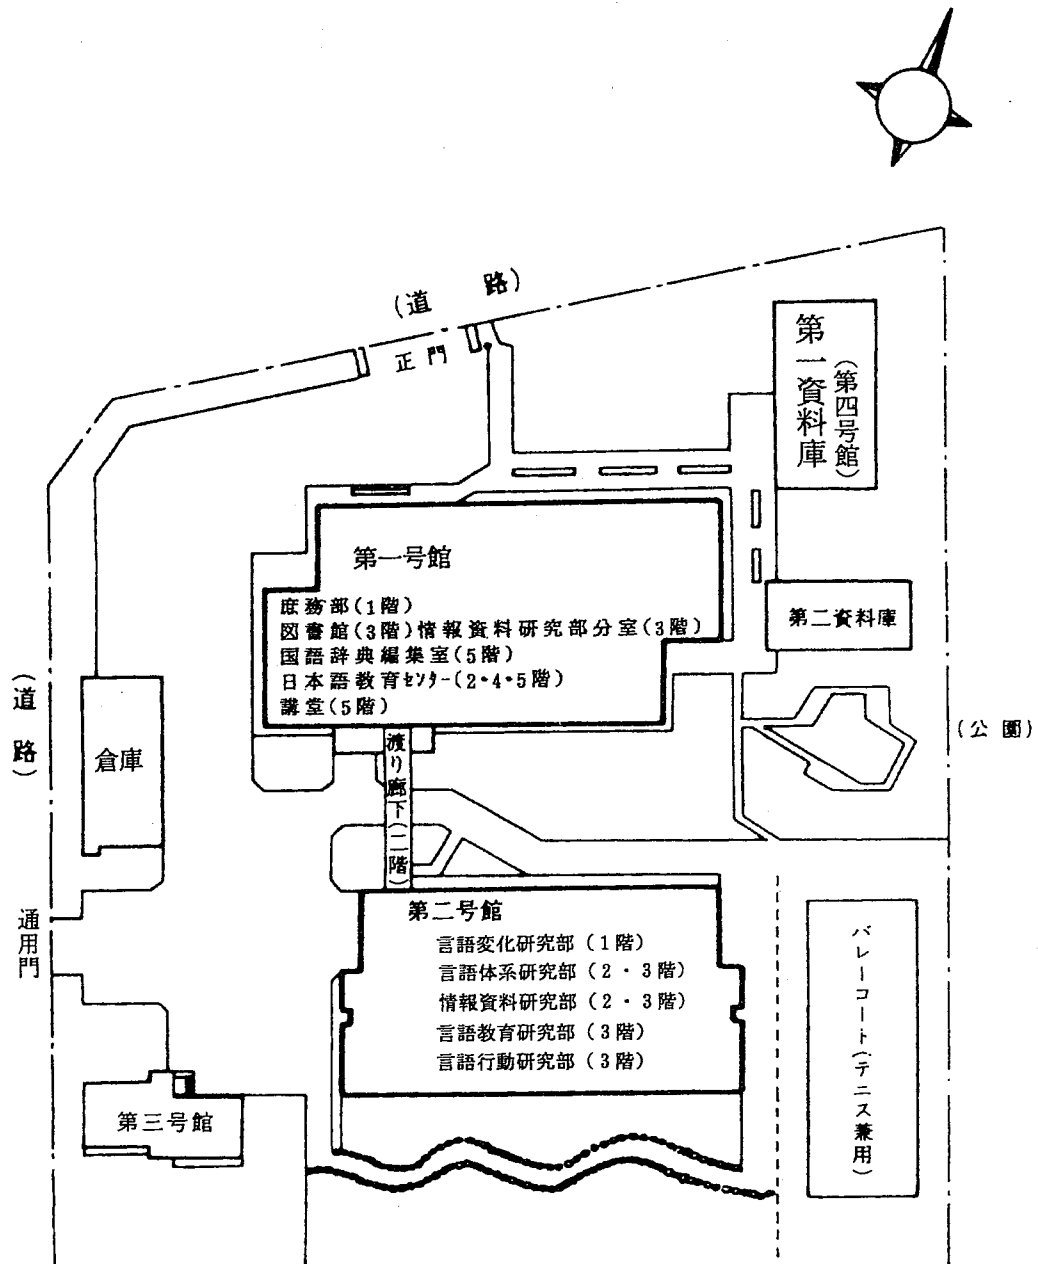 (道 路)
正門
第一資料庫
(第四号館)
第一号館
庶務部(1階)
図書館(3階)情報資料研究部分室(3階)
国語辞典編集室(5階)
日本語教育センター(2・4・5階)
講堂(5階)
第二資料庫
(道 路)
倉庫
渡り廊下(二階)
(公園)
通用門
第二号館
言語変化研究部(1階)
言語体系研究部(2・3階)
情報資料研究部(2・3階)
言語教育研究部(3階)
言語行動研究部(3階)
バレーコート(テニス兼用)
第三号館